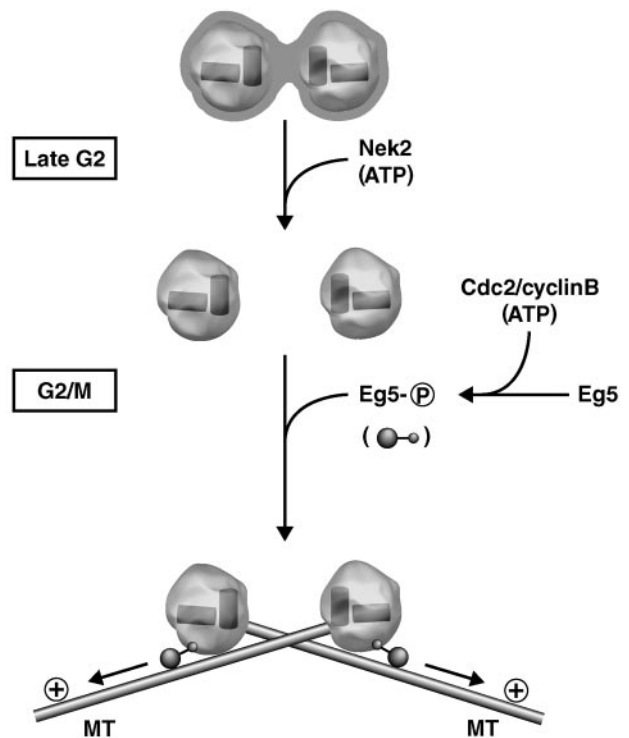 Late G2
Nek2
(ATP)
Cdc2/cyclinB
(ATP)
G2/M
Eg5-Ⓟ
Eg5
( )
+
+
MT
MT